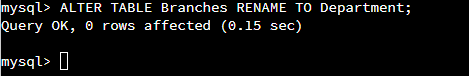 mysql> ALTER TABLE Branches RENAME TO Department;
Query OK, 0 rows affected (0.15 sec)
mysql>